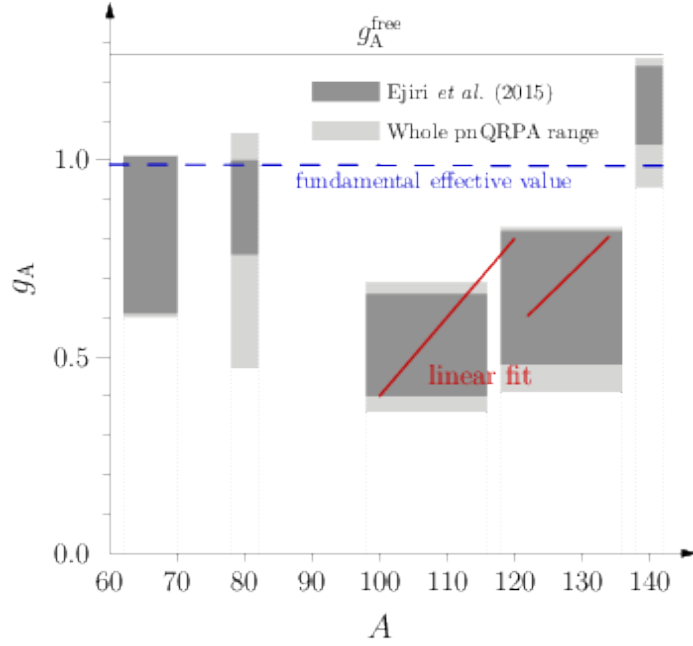 g_A^free
Ejiri et al. (2015)
Whole pnQRPA range
1.0
fundamental effective value
g_A
0.5
linear fit
0.0
60 70 80 90 100 110 120 130 140
A